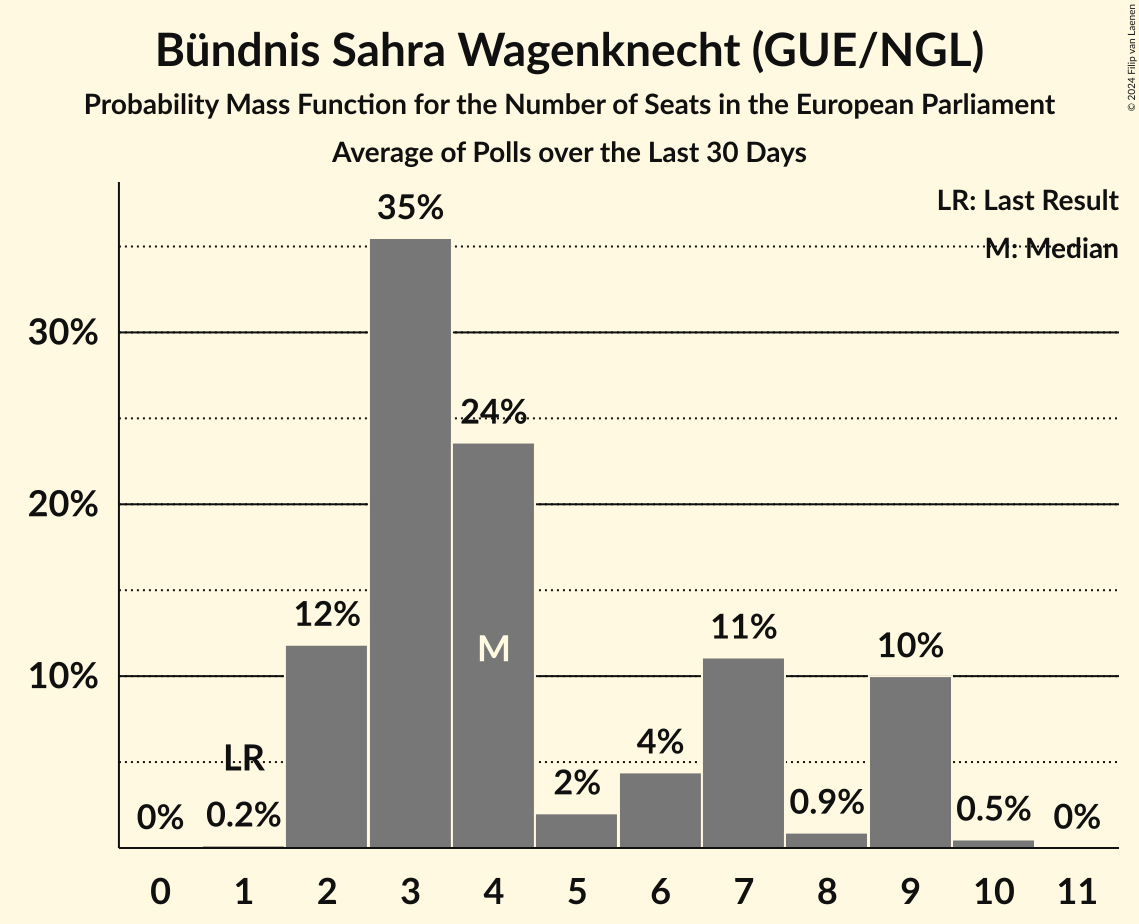 Bündnis Sahra Wagenknecht (GUE/NGL)
Probability Mass Function for the Number of Seats in the European Parliament
Average of Polls over the Last 30 Days
© 2024 Filip van Laenen
LR: Last Result
M: Median
30%
20%
10%
0%
LR
0.2%
12%
35%
24%
M
2%
4%
11%
0.9%
10%
0.5%
0%
0 1 2 3 4 5 6 7 8 9 10 11